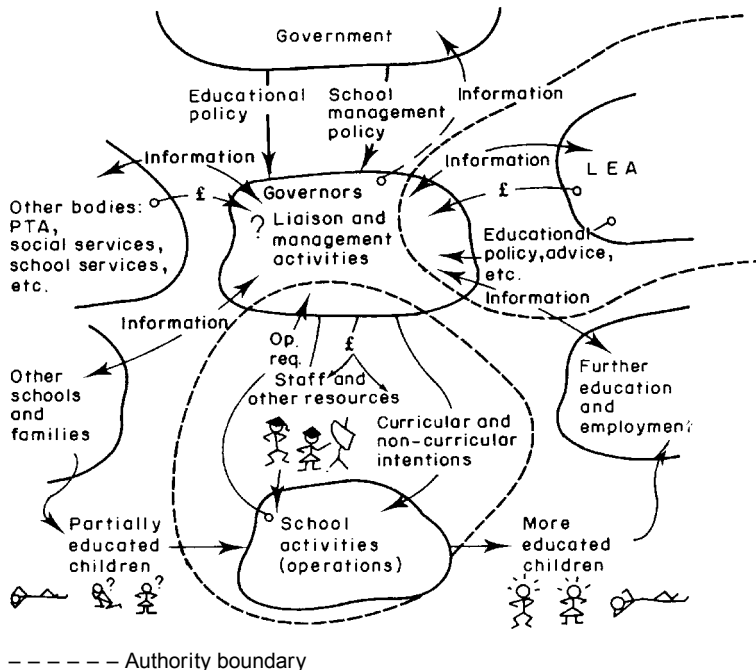 Government
Educational
policy
School
management
policy
Information
Information
Information
LEA
£
£
Governors
? Liaison and
management
activities
Other bodies:
PTA,
social services,
school services,
etc.
Educational
policy, advice,
etc.
Information
Information
Op.
req.
£
Staff and
other resources
Other
schools
and
families
Further
education
and
employment
Curricular and
non-curricular
intentions
Partially
educated
children
School
activities
(operations)
More
educated
children
?
?
------ Authority boundary